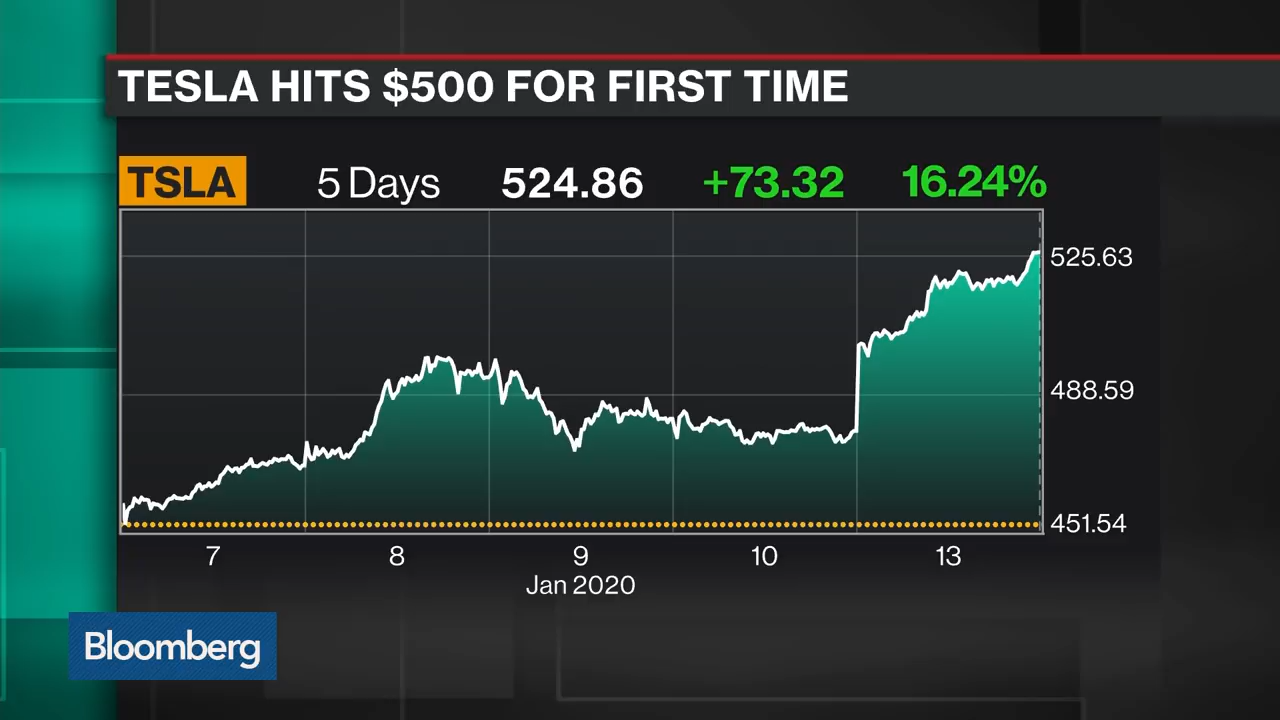 TESLA HITS $500 FOR FIRST TIME
TSLA 5 Days 524.86 +73.32 16.24%
525.63
488.59
451.54
7 8 9 10 13
Jan 2020
Bloomberg